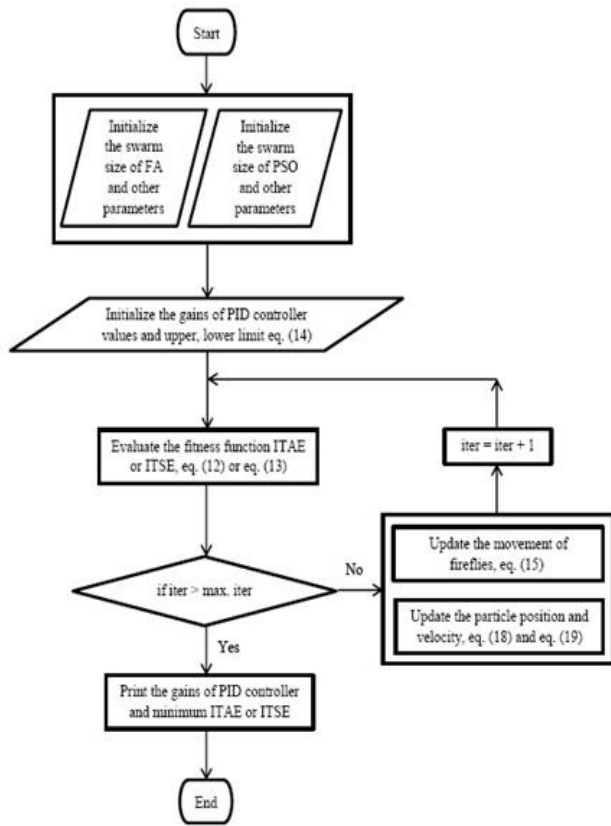 Start
Initialize
the swarm
size of FA
and other
parameters
Initialize
the swarm
size of PSO
and other
parameters
Initialize the gains of PID controller
values and upper, lower limit eq. (14)
Evaluate the fitness function ITAE
or ITSE, eq. (12) or eq. (13)
iter = iter + 1
if iter > max. iter
No
Update the movement of
fireflies, eq. (15)
Update the particle position and
velocity, eq. (18) and eq. (19)
Yes
Print the gains of PID controller
and minimum ITAE or ITSE
End